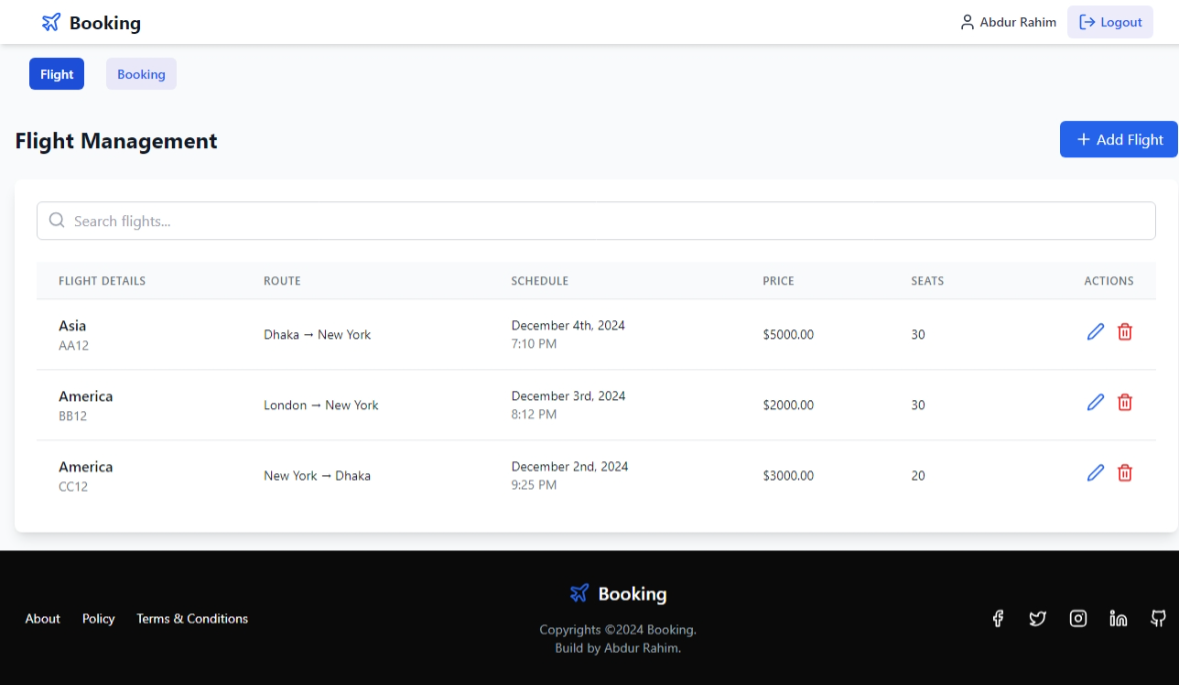 Booking
Abdur Rahim
Logout
Flight
Booking
Flight Management
+ Add Flight
Search flights...
FLIGHT DETAILS ROUTE SCHEDULE PRICE SEATS ACTIONS
Asia
AA12
Dhaka → New York
December 4th, 2024
7:10 PM
$5000.00
30
America
BB12
London → New York
December 3rd, 2024
8:12 PM
$2000.00
30
America
CC12
New York → Dhaka
December 2nd, 2024
9:25 PM
$3000.00
20
About Policy Terms & Conditions
Booking
Copyrights ©2024 Booking.
Build by Abdur Rahim.